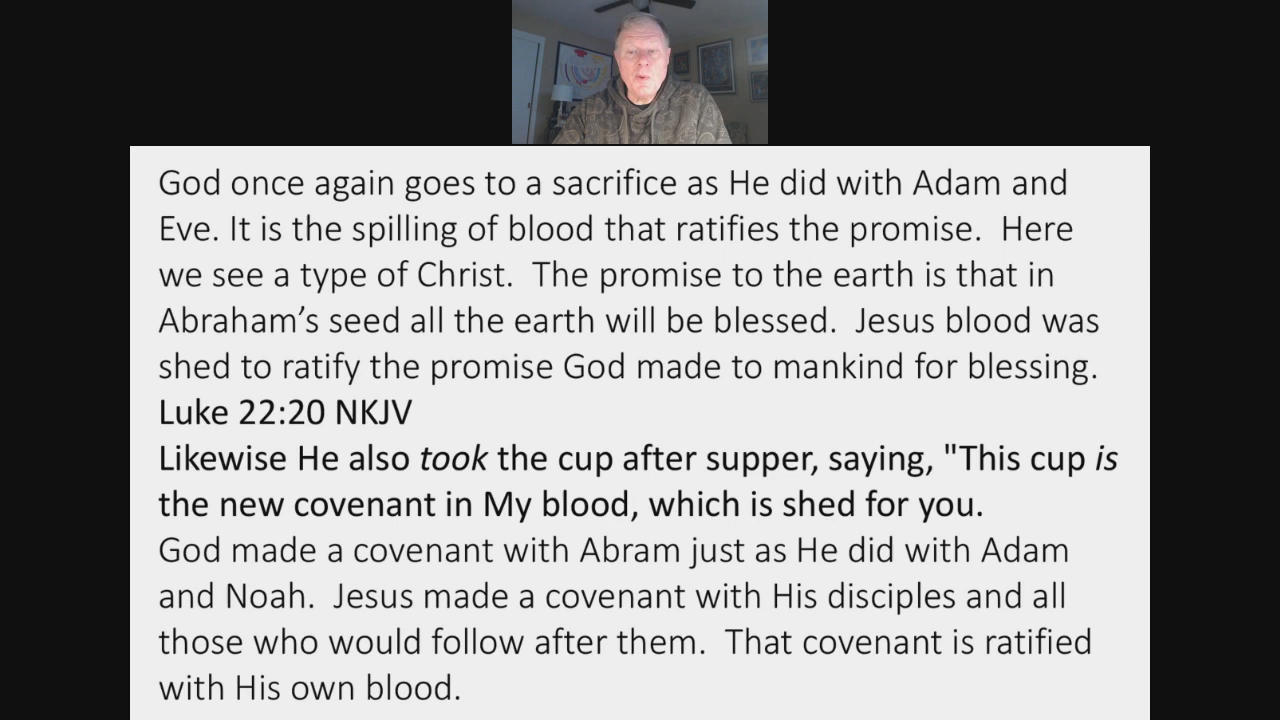 God once again goes to a sacrifice as He did with Adam and
Eve. It is the spilling of blood that ratifies the promise.  Here
we see a type of Christ.  The promise to the earth is that in
Abraham’s seed all the earth will be blessed.  Jesus blood was
shed to ratify the promise God made to mankind for blessing.
Luke 22:20 NKJV
Likewise He also took the cup after supper, saying, "This cup is
the new covenant in My blood, which is shed for you.
God made a covenant with Abram just as He did with Adam
and Noah.  Jesus made a covenant with His disciples and all
those who would follow after them.  That covenant is ratified
with His own blood.